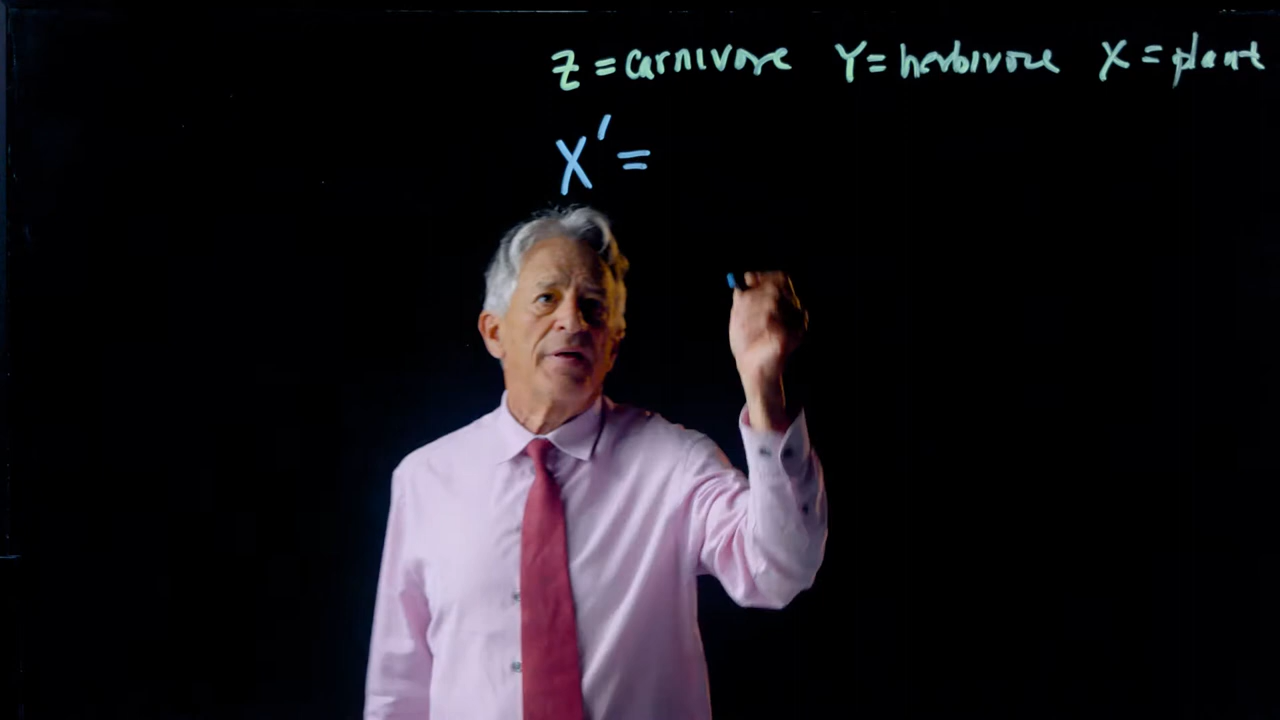 Z = carnivore Y = herbivore X = plant
X' =